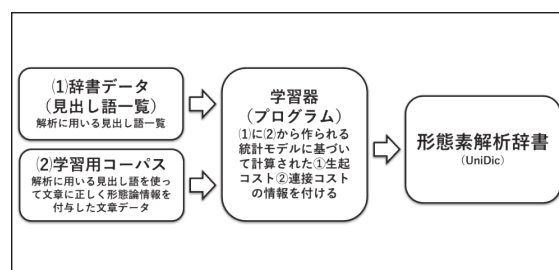 ⑴辞書データ
(見出し語一覧)
解析に用いる見出し語一覧
⑵学習用コーパス
解析に用いる見出し語を使っ
て文章に正しく形態論情報を
付与した文章データ
学習器
(プログラム)
⑴に⑵から作られる
統計モデルに基づい
て計算された①生起
コスト②連接コスト
の情報を付ける
形態素解析辞書
(UniDic)